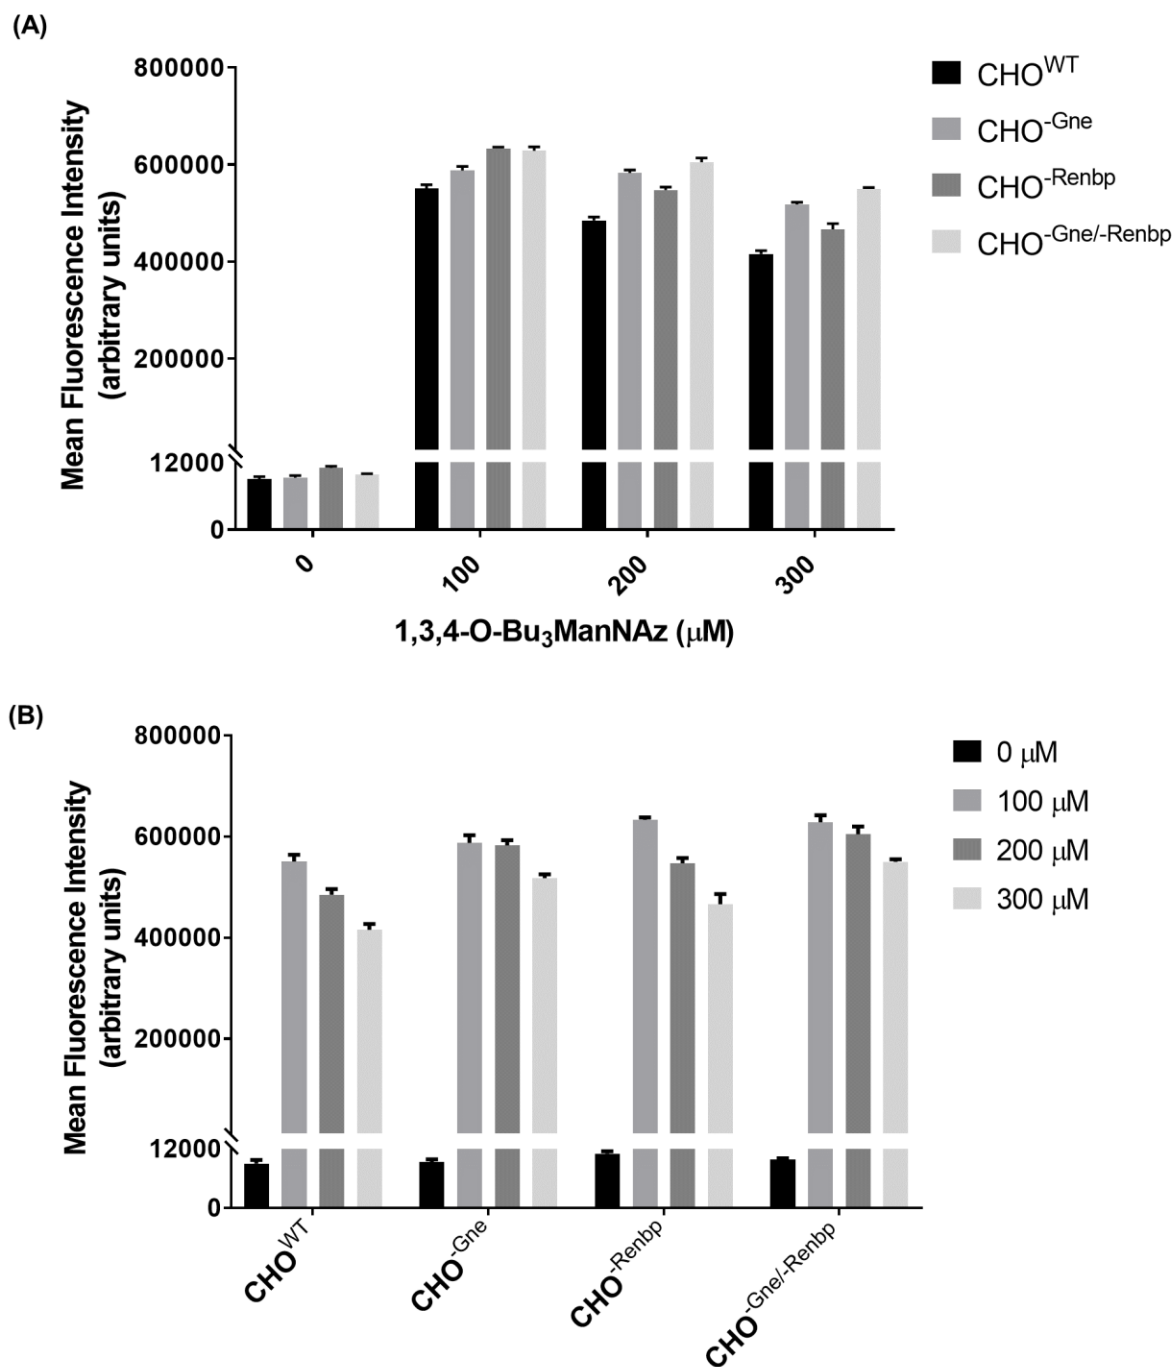 (A)
Mean Fluorescence Intensity
(arbitrary units)
800000
600000
400000
200000
12000
0
0
100
200
300
1,3,4-O-Bu₃ManNAz (μM)
CHO^WT
CHO^-Gne
CHO^-Renbp
CHO^-Gne/-Renbp
(B)
Mean Fluorescence Intensity
(arbitrary units)
800000
600000
400000
200000
12000
0
CHO^WT
CHO^-Gne
CHO^-Renbp
CHO^-Gne/-Renbp
0 μM
100 μM
200 μM
300 μM